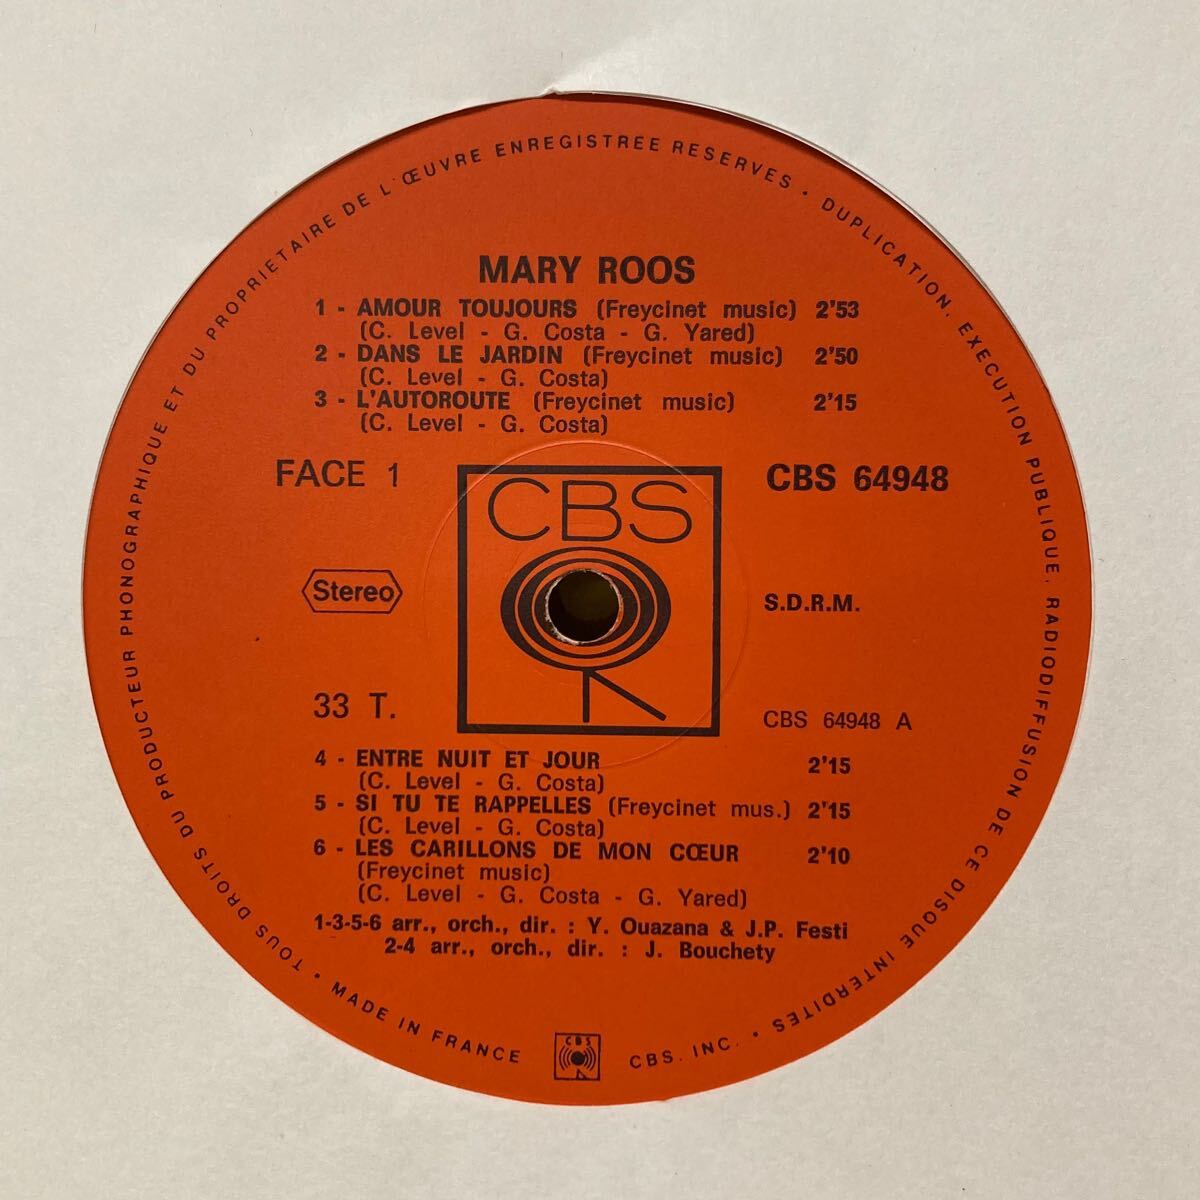 MARY ROOS
1 - AMOUR TOUJOURS (Freycinet music) 2'53
(C. Level - G. Costa - G. Yared)
2 - DANS LE JARDIN (Freycinet music) 2'50
(C. Level - G. Costa)
3 - L'AUTOROUTE (Freycinet music) 2'15
(C. Level - G. Costa)
FACE 1
CBS 64948
CBS
Stereo
S.D.R.M.
33 T.
CBS 64948 A
4 - ENTRE NUIT ET JOUR 2'15
(C. Level - G. Costa)
5 - SI TU TE RAPPELLES (Freycinet mus.) 2'15
(C. Level - G. Costa)
6 - LES CARILLONS DE MON CŒUR 2'10
(Freycinet music)
(C. Level - G. Costa - G. Yared)
1-3-5-6 arr., orch., dir. : Y. Ouazana & J.P. Festi
2-4 arr., orch., dir. : J. Bouchety
• TOUS DROITS DU PRODUCTEUR PHONOGRAPHIQUE ET DU PROPRIETAIRE DE L'ŒUVRE ENREGISTREE RESERVES • DUPLICATION, EXECUTION PUBLIQUE, RADIODIFFUSION DE CE DISQUE INTERDITES •
MADE IN FRANCE
CBS
CBS. INC.